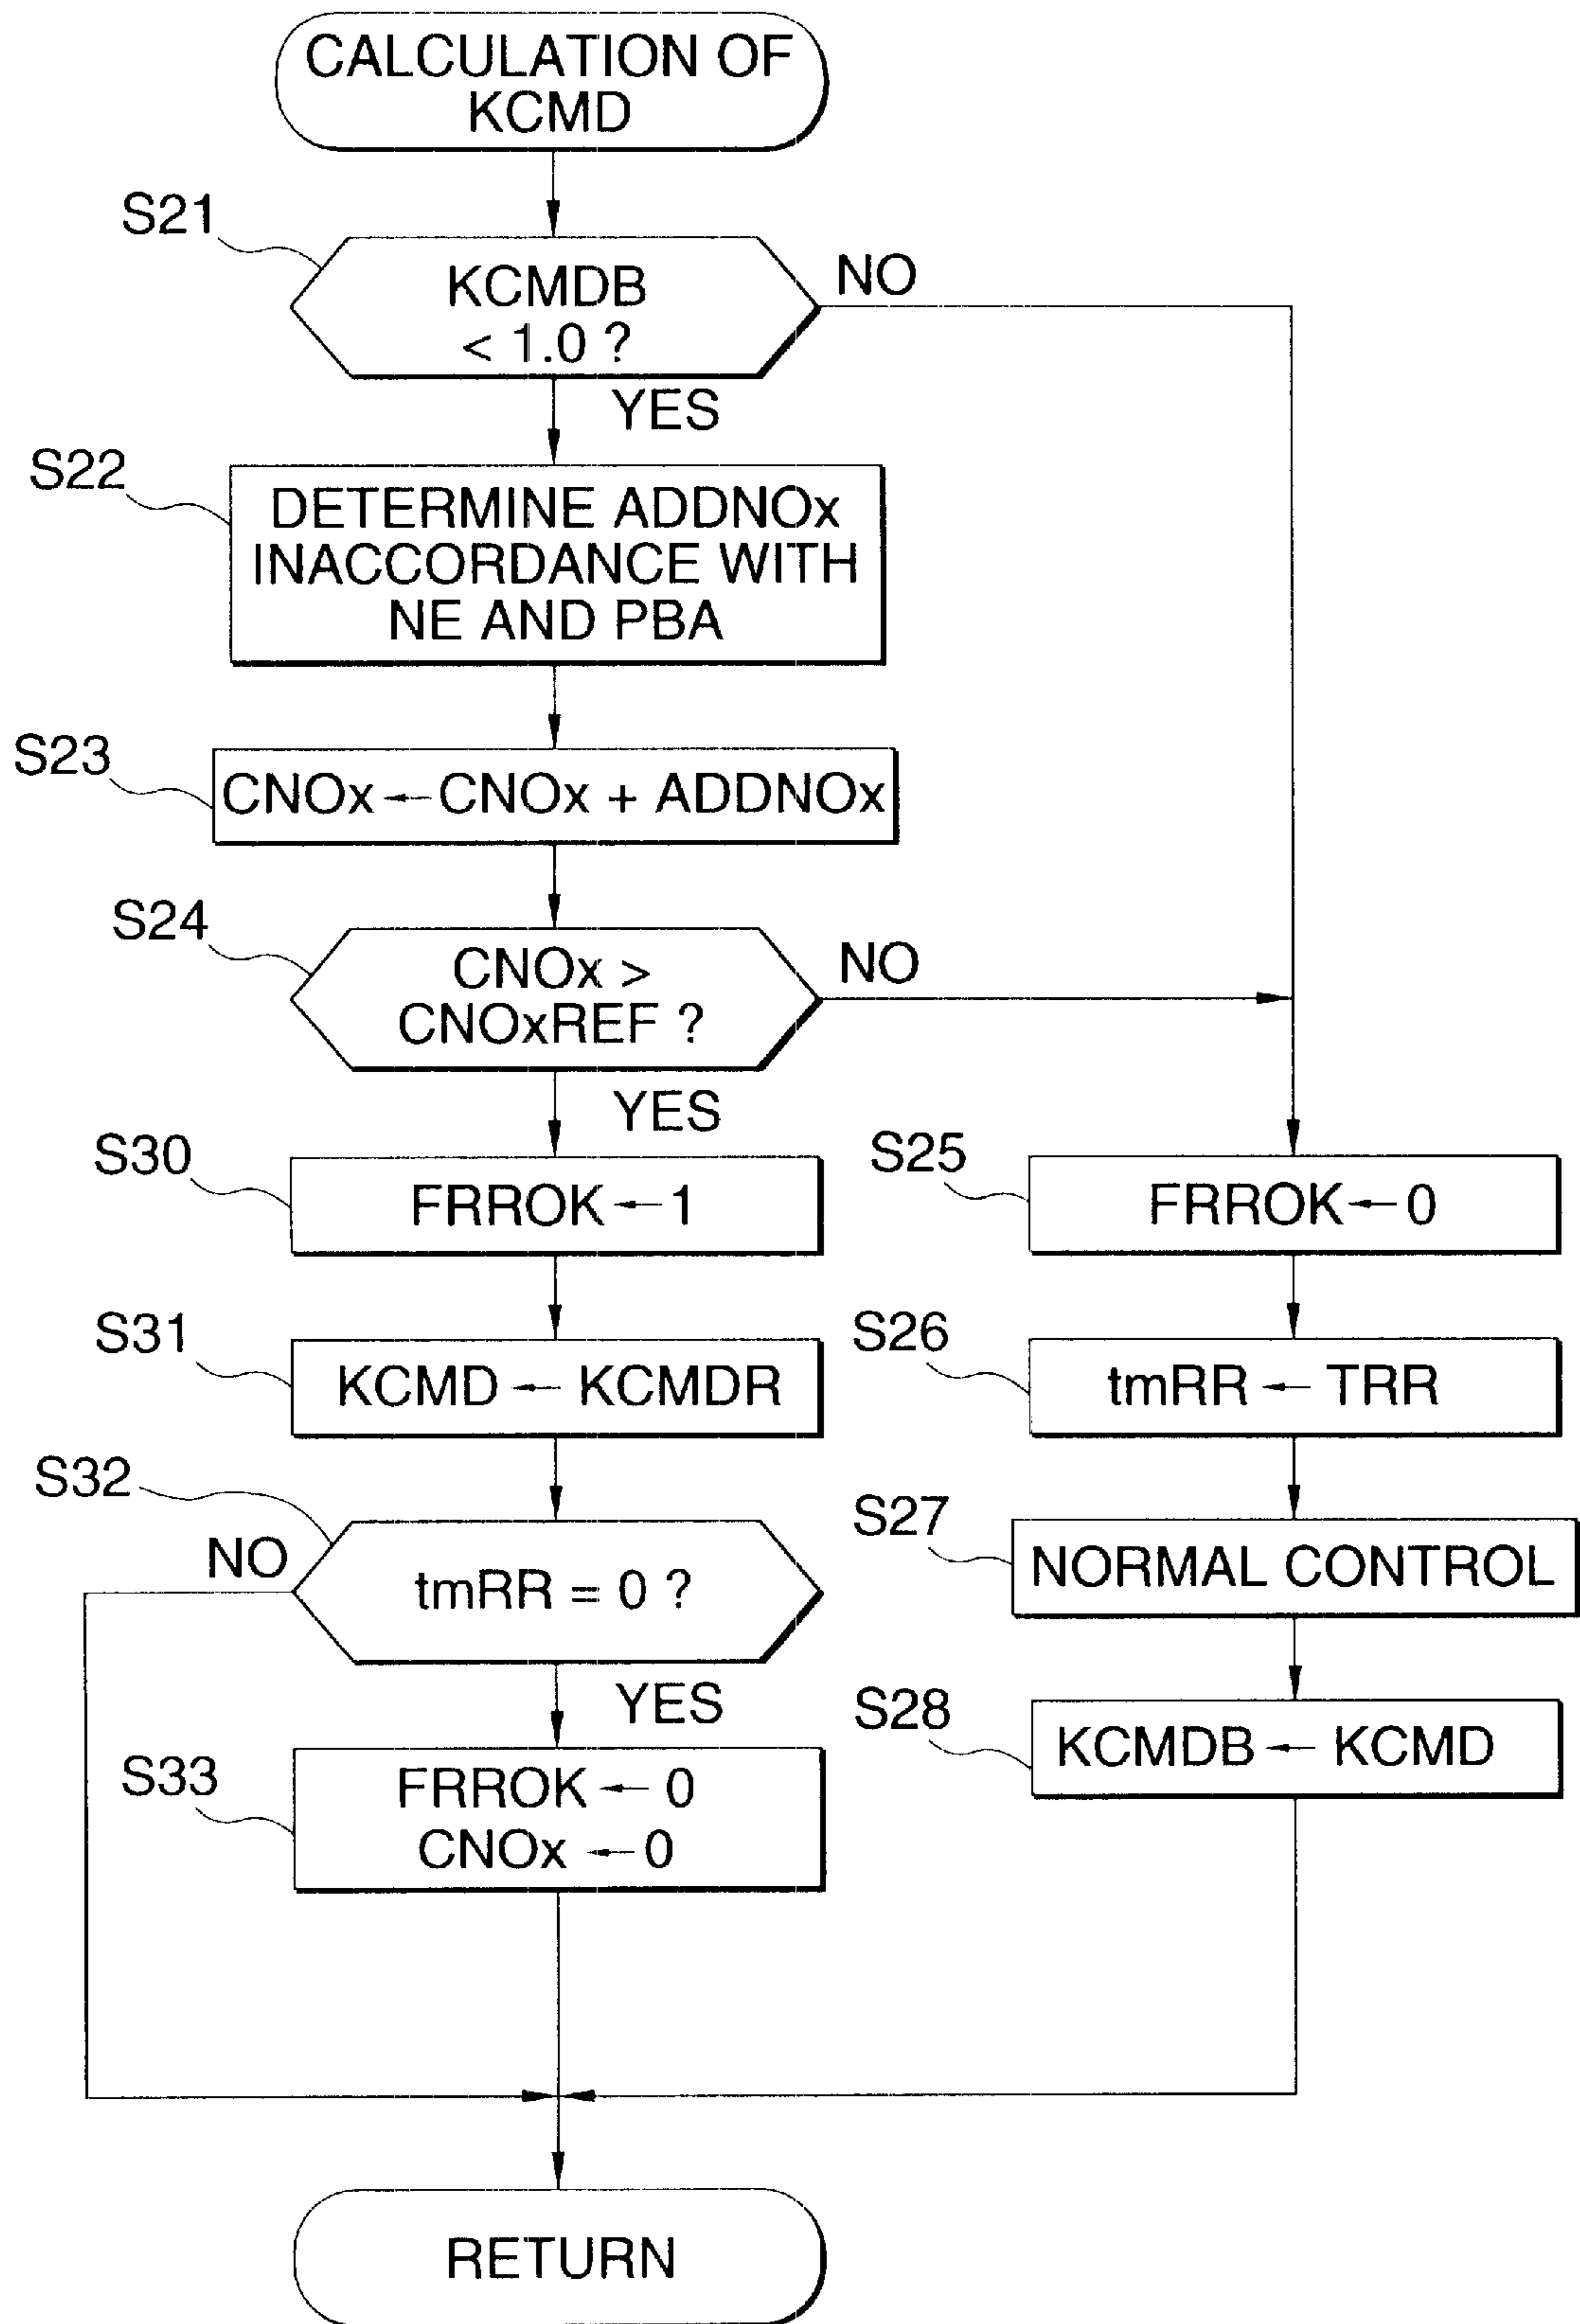 CALCULATION OF
KCMD
S21
KCMDB
< 1.0 ?
NO
YES
S22
DETERMINE ADDNOx
INACCORDANCE WITH
NE AND PBA
S23
CNOx ← CNOx + ADDNOx
S24
CNOx >
CNOxREF ?
NO
YES
S30
FRROK ← 1
S25
FRROK ← 0
S31
KCMD ← KCMDR
S26
tmRR ← TRR
S32
NO
tmRR = 0 ?
YES
S27
NORMAL CONTROL
S28
KCMDB ← KCMD
S33
FRROK ← 0
CNOx ← 0
RETURN